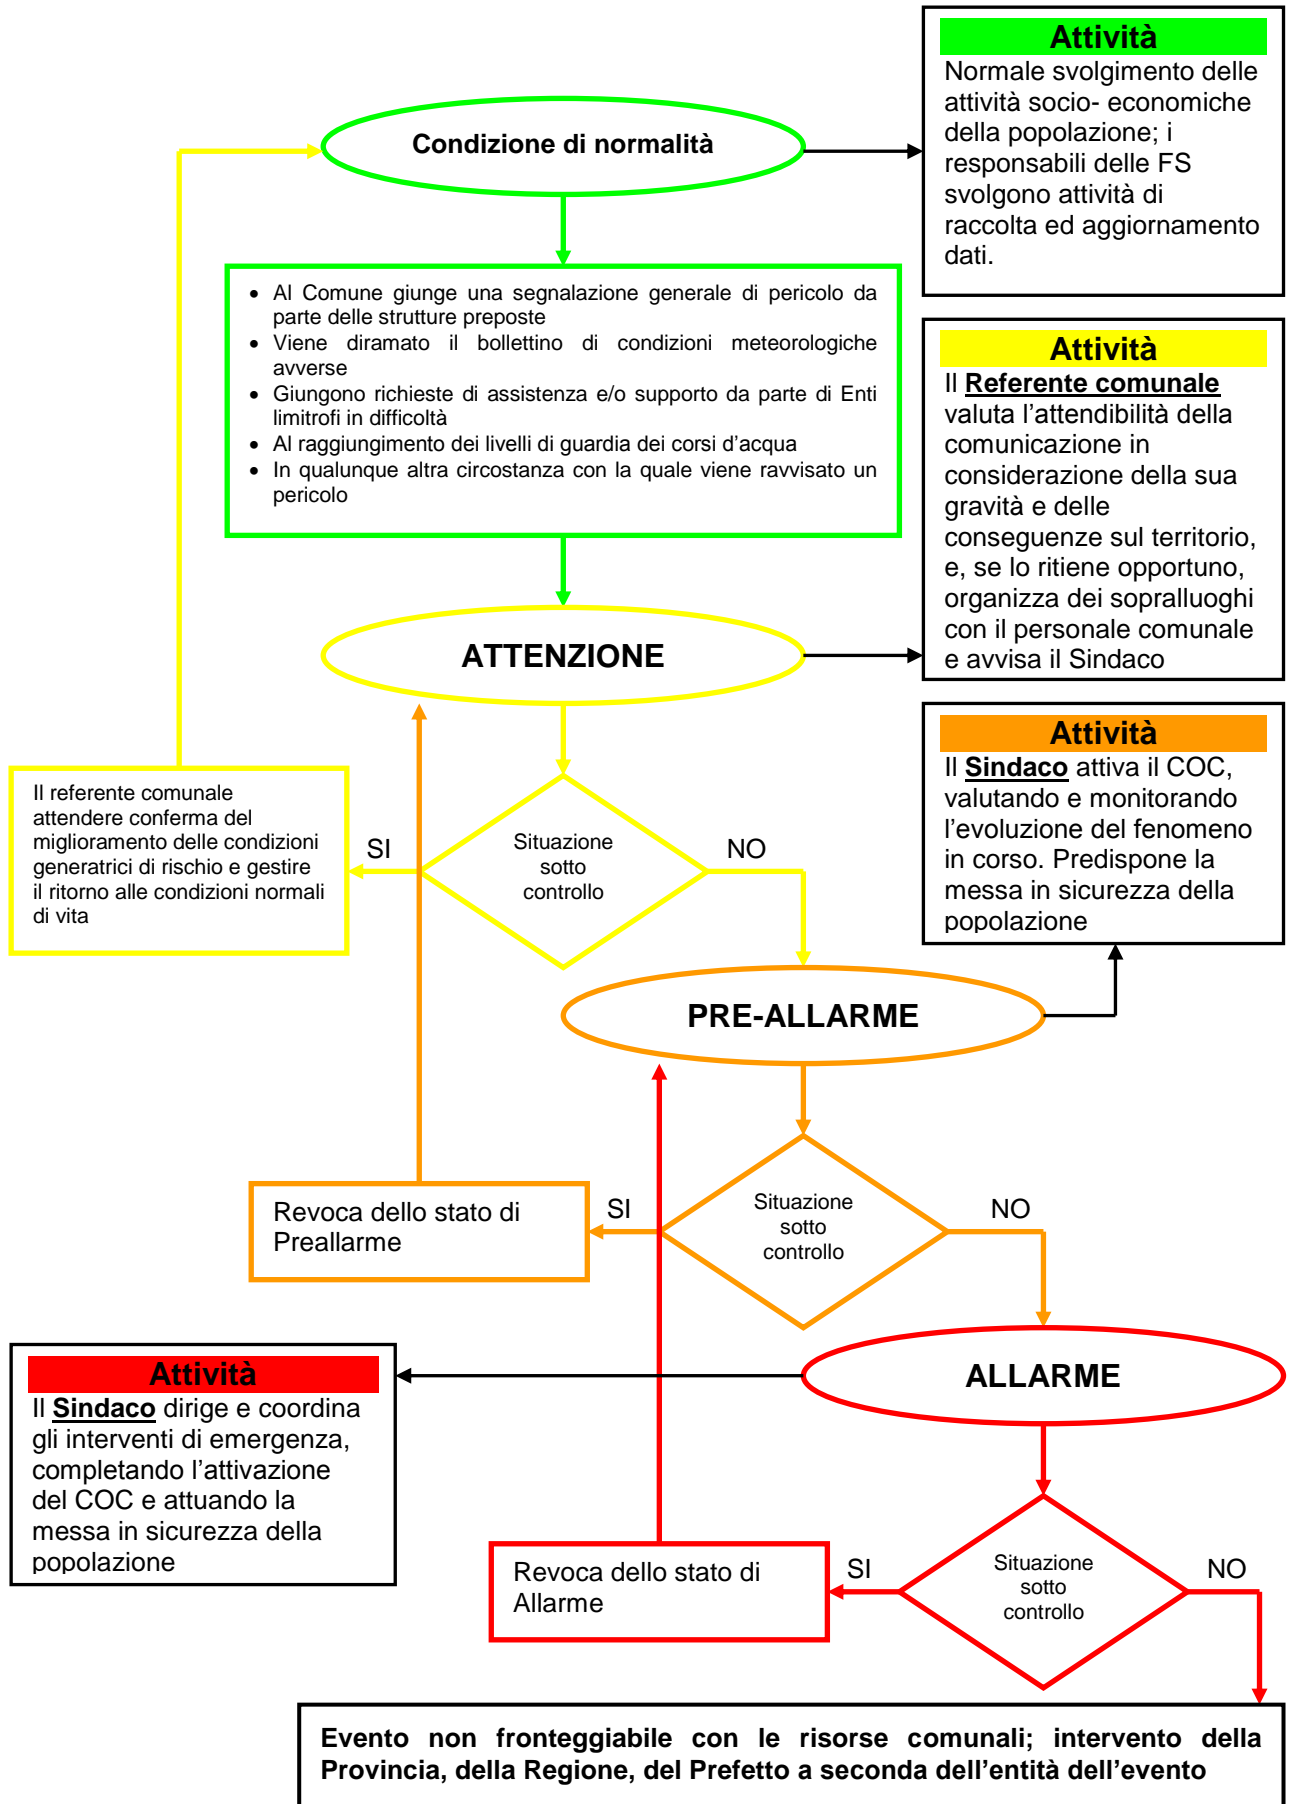 Attività
Normale svolgimento delle
attività socio- economiche
della popolazione; i
responsabili delle FS
svolgono attività di
raccolta ed aggiornamento
dati.
Condizione di normalità
• Al Comune giunge una segnalazione generale di pericolo da
parte delle strutture preposte
• Viene diramato il bollettino di condizioni meteorologiche
avverse
• Giungono richieste di assistenza e/o supporto da parte di Enti
limitrofi in difficoltà
• Al raggiungimento dei livelli di guardia dei corsi d’acqua
• In qualunque altra circostanza con la quale viene ravvisato un
pericolo
Attività
Il Referente comunale
valuta l’attendibilità della
comunicazione in
considerazione della sua
gravità e delle
conseguenze sul territorio,
e, se lo ritiene opportuno,
organizza dei sopralluoghi
con il personale comunale
e avvisa il Sindaco
ATTENZIONE
Attività
Il Sindaco attiva il COC,
valutando e monitorando
l’evoluzione del fenomeno
in corso. Predispone la
messa in sicurezza della
popolazione
Il referente comunale
attendere conferma del
miglioramento delle condizioni
generatrici di rischio e gestire
il ritorno alle condizioni normali
di vita
SI
Situazione
sotto
controllo
NO
PRE-ALLARME
Revoca dello stato di
Preallarme
SI
Situazione
sotto
controllo
NO
Attività
Il Sindaco dirige e coordina
gli interventi di emergenza,
completando l’attivazione
del COC e attuando la
messa in sicurezza della
popolazione
ALLARME
Revoca dello stato di
Allarme
SI
Situazione
sotto
controllo
NO
Evento non fronteggiabile con le risorse comunali; intervento della
Provincia, della Regione, del Prefetto a seconda dell’entità dell’evento